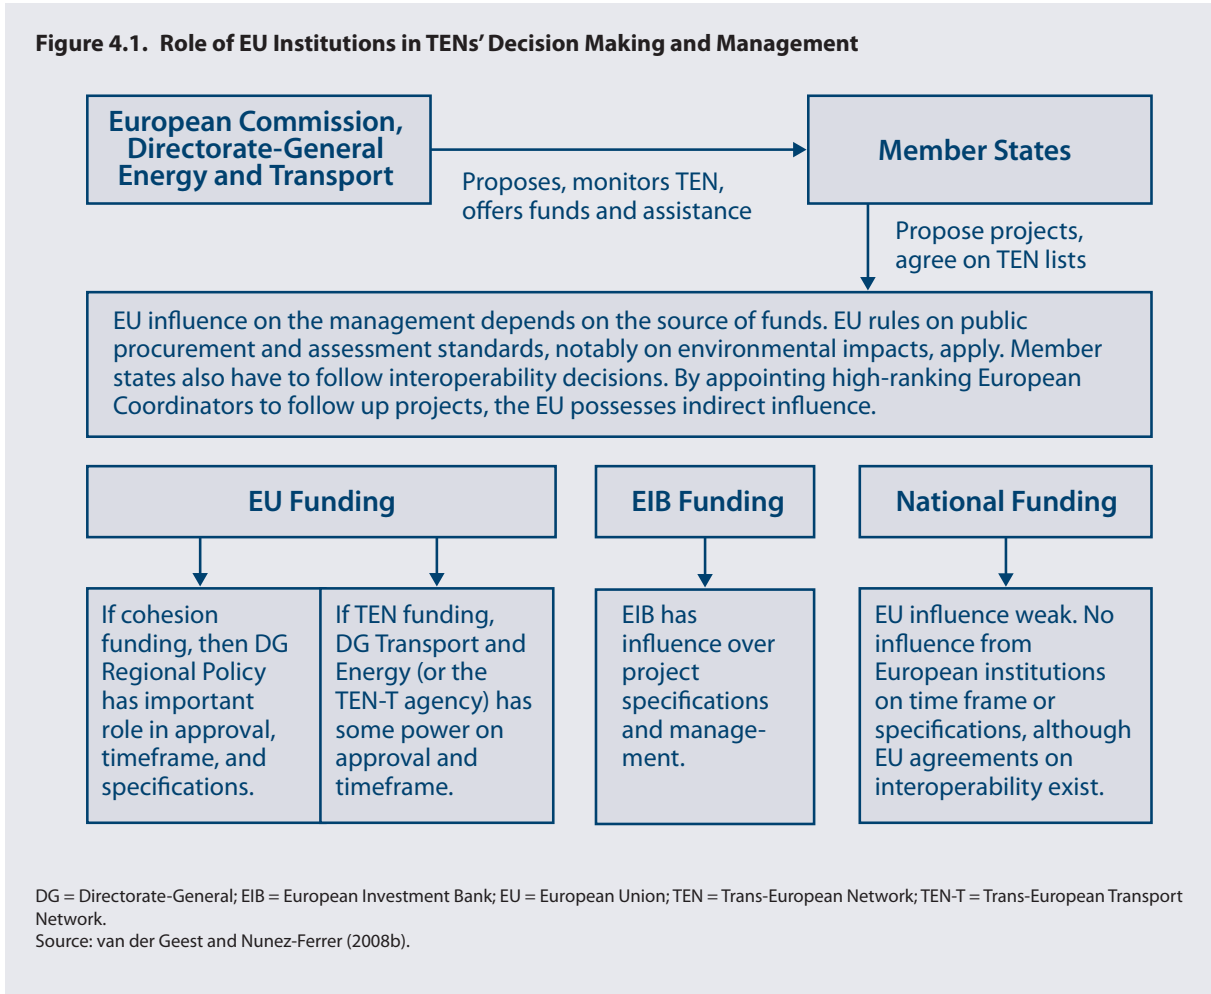 Figure 4.1. Role of EU Institutions in TENs’ Decision Making and Management
European Commission,
Directorate-General
Energy and Transport
Proposes, monitors TEN,
offers funds and assistance
Member States
Propose projects,
agree on TEN lists
EU influence on the management depends on the source of funds. EU rules on public
procurement and assessment standards, notably on environmental impacts, apply. Member
states also have to follow interoperability decisions. By appointing high-ranking European
Coordinators to follow up projects, the EU possesses indirect influence.
EU Funding
If cohesion
funding, then DG
Regional Policy
has important
role in approval,
timeframe, and
specifications.
If TEN funding,
DG Transport and
Energy (or the
TEN-T agency) has
some power on
approval and
timeframe.
EIB Funding
EIB has
influence over
project
specifications
and manage-
ment.
National Funding
EU influence weak. No
influence from
European institutions
on time frame or
specifications, although
EU agreements on
interoperability exist.
DG = Directorate-General; EIB = European Investment Bank; EU = European Union; TEN = Trans-European Network; TEN-T = Trans-European Transport
Network.
Source: van der Geest and Nunez-Ferrer (2008b).